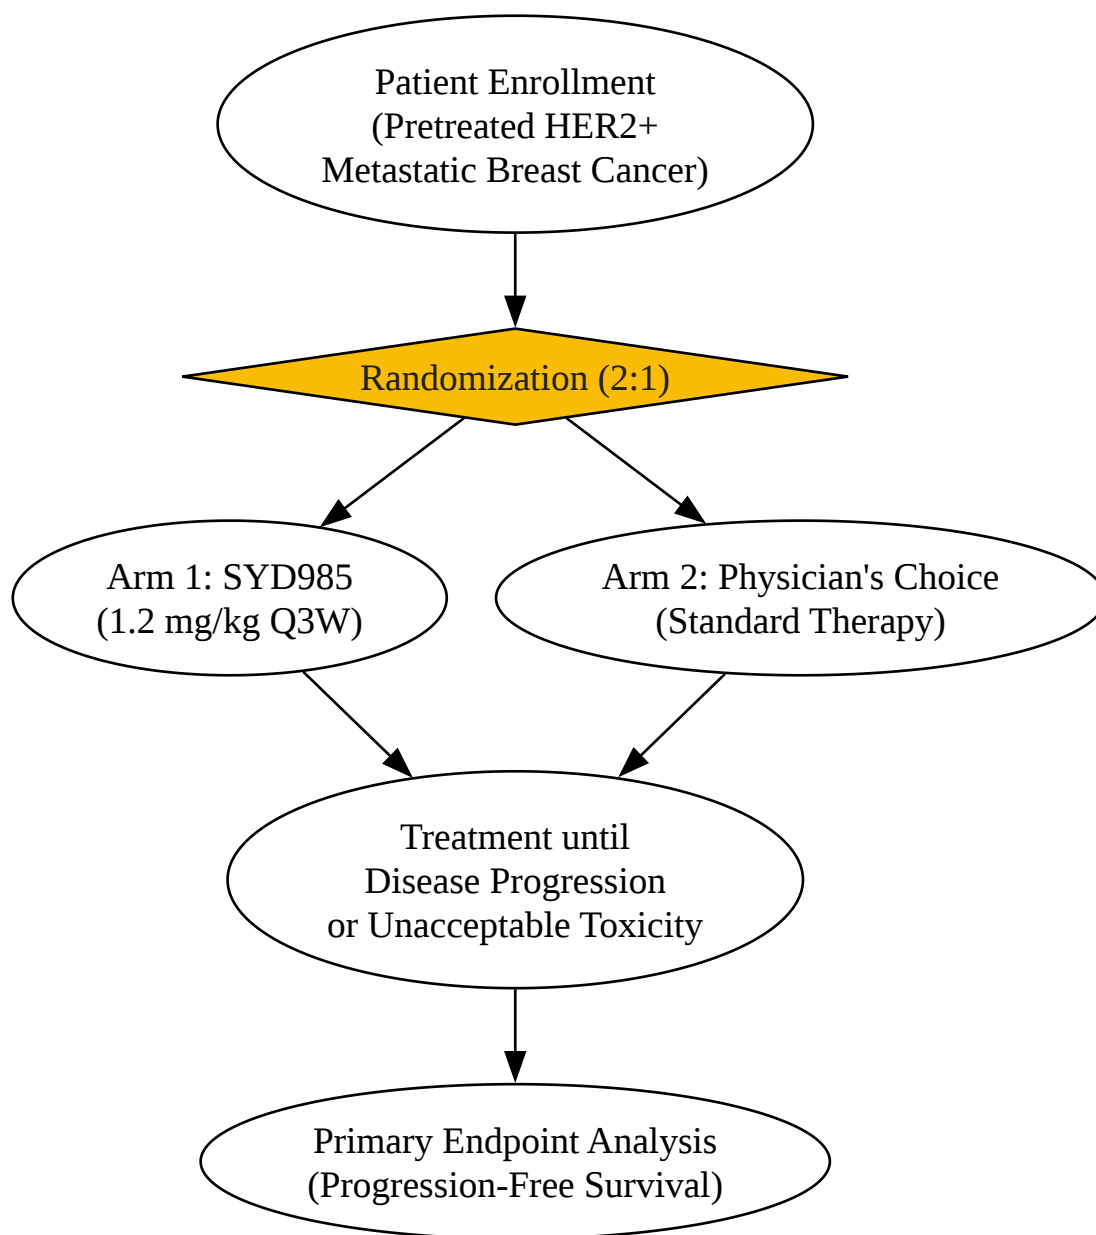 Patient Enrollment
(Pretreated HER2+
Metastatic Breast Cancer)
Randomization (2:1)
Arm 1: SYD985
(1.2 mg/kg Q3W)
Arm 2: Physician's Choice
(Standard Therapy)
Treatment until
Disease Progression
or Unacceptable Toxicity
Primary Endpoint Analysis
(Progression-Free Survival)